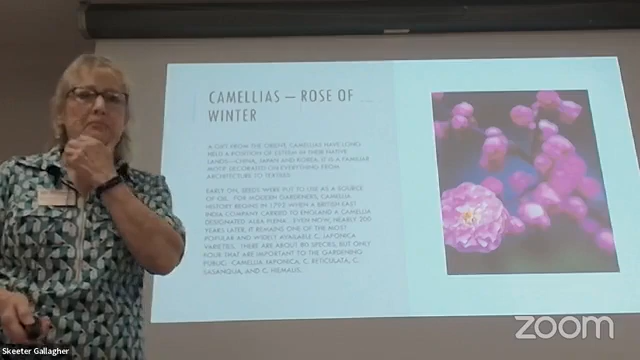 CAMELLIAS – ROSE OF
WINTER
A GIFT FROM THE ORIENT, CAMELLIAS HAVE LONG
HELD A POSITION OF ESTEEM IN THEIR NATIVE
LANDS—CHINA, JAPAN AND KOREA. IT IS A FAMILIAR
MOTIF DECORATED ON EVERYTHING FROM
ARCHITECTURE TO TEXTILES.
EARLY ON, SEEDS WERE PUT TO USE AS A SOURCE
OF OIL. FOR MODERN GARDENERS, CAMELLIA
HISTORY BEGINS IN 1792 WHEN A BRITISH EAST
INDIA COMPANY CARRIED TO ENGLAND A CAMELLIA
DESIGNATED ALBA PLENA. EVEN NOW, NEARLY 200
YEARS LATER, IT REMAINS ONE OF THE MOST
POPULAR AND WIDELY AVAILABLE C. JAPONICA
VARIETIES. THERE ARE ABOUT 80 SPECIES, BUT ONLY
FOUR THAT ARE IMPORTANT TO THE GARDENING
PUBLIC: CAMELLIA JAPONICA, C. RETICULATA, C.
SASANQUA, AND C. HIEMALIS.
Skeeter Gallagher
zoom